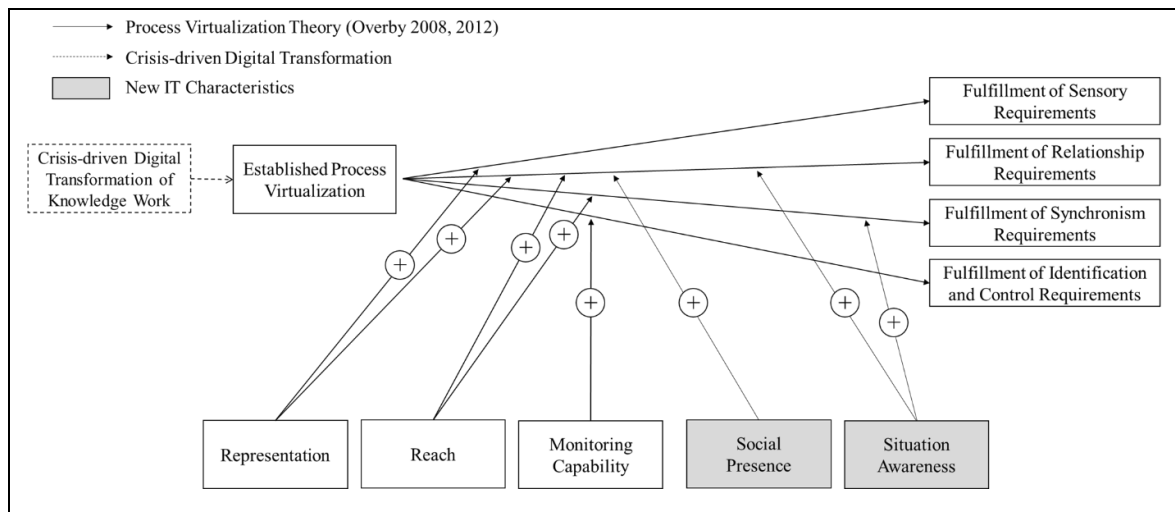 Process Virtualization Theory (Overby 2008, 2012)
Crisis-driven Digital Transformation
New IT Characteristics
Crisis-driven Digital
Transformation of
Knowledge Work
Established Process
Virtualization
Fulfillment of Sensory
Requirements
Fulfillment of Relationship
Requirements
Fulfillment of Synchronism
Requirements
Fulfillment of Identification
and Control Requirements
+
+
+
+
+
+
+
+
Representation
Reach
Monitoring
Capability
Social
Presence
Situation
Awareness